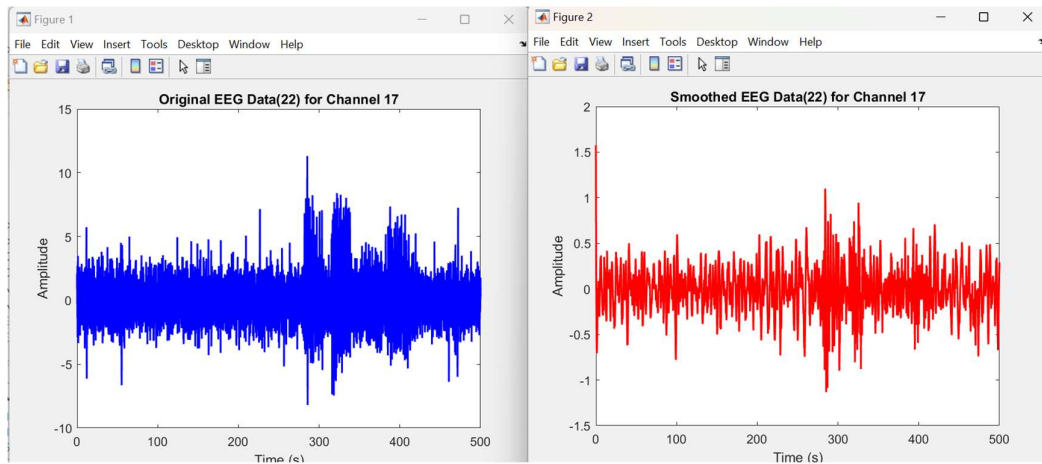 Figure 1
File Edit View Insert Tools Desktop Window Help
Original EEG Data(22) for Channel 17
15
10
5
0
-5
-10
Amplitude
0 100 200 300 400 500
Time (s)
Figure 2
File Edit View Insert Tools Desktop Window Help
Smoothed EEG Data(22) for Channel 17
2
1.5
1
0.5
0
-0.5
-1
-1.5
Amplitude
0 100 200 300 400 500
Time (s)